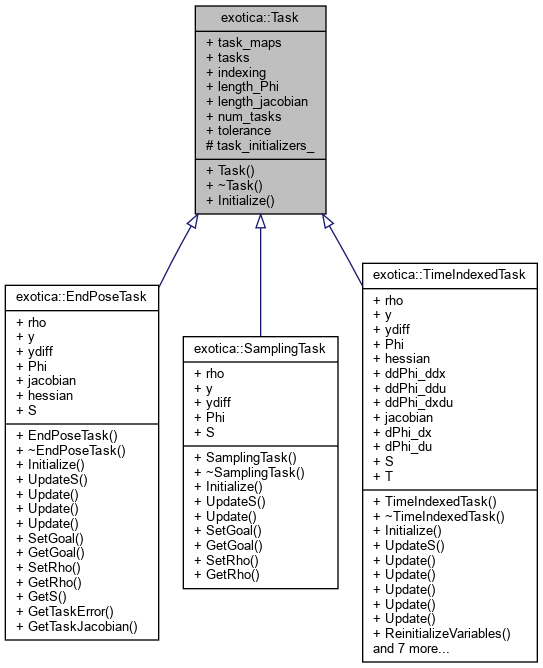 exotica::Task
+ task_maps
+ tasks
+ indexing
+ length_Phi
+ length_jacobian
+ num_tasks
+ tolerance
# task_initializers_
+ Task()
+ ~Task()
+ Initialize()
exotica::EndPoseTask
+ rho
+ y
+ ydiff
+ Phi
+ jacobian
+ hessian
+ S
+ EndPoseTask()
+ ~EndPoseTask()
+ Initialize()
+ UpdateS()
+ Update()
+ Update()
+ Update()
+ SetGoal()
+ GetGoal()
+ SetRho()
+ GetRho()
+ GetS()
+ GetTaskError()
+ GetTaskJacobian()
exotica::SamplingTask
+ rho
+ y
+ ydiff
+ Phi
+ S
+ SamplingTask()
+ ~SamplingTask()
+ Initialize()
+ UpdateS()
+ Update()
+ SetGoal()
+ GetGoal()
+ SetRho()
+ GetRho()
exotica::TimeIndexedTask
+ rho
+ y
+ ydiff
+ Phi
+ hessian
+ ddPhi_ddx
+ ddPhi_ddu
+ ddPhi_dxdu
+ jacobian
+ dPhi_dx
+ dPhi_du
+ S
+ T
+ TimeIndexedTask()
+ ~TimeIndexedTask()
+ Initialize()
+ UpdateS()
+ Update()
+ Update()
+ Update()
+ Update()
+ Update()
+ ReinitializeVariables()
and 7 more...